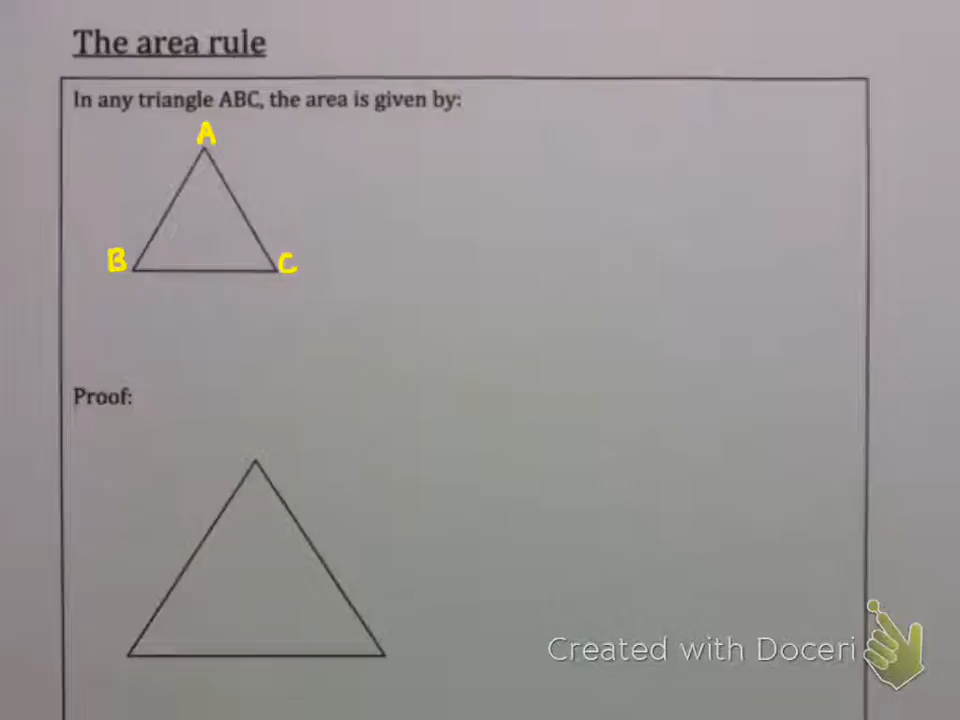 The area rule
In any triangle ABC, the area is given by:
A
B
C
Proof:
Created with Doceri